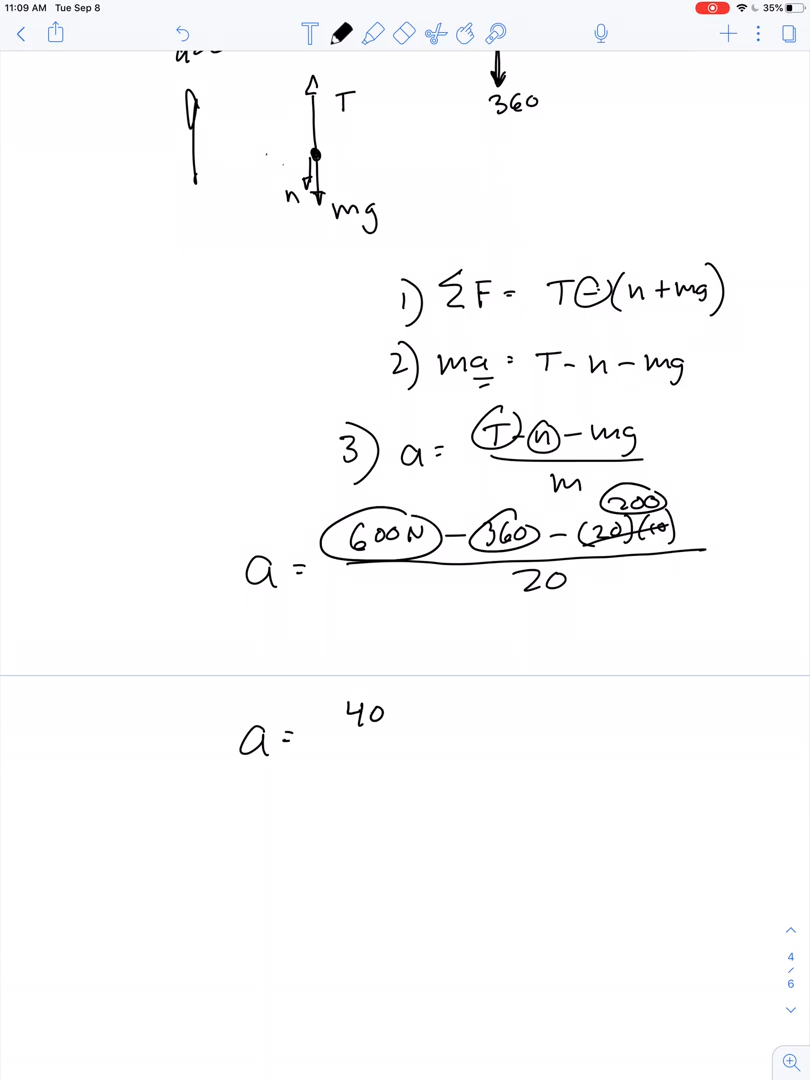 11:09 AM Tue Sep 8
35%
T
360
n
mg
1) ΣF = T-(n+mg)
2) ma = T-n-mg
3) a = T-n-mg
m
200
a = 600N - 360 - (20)(10)
20
a = 40
4
/
6